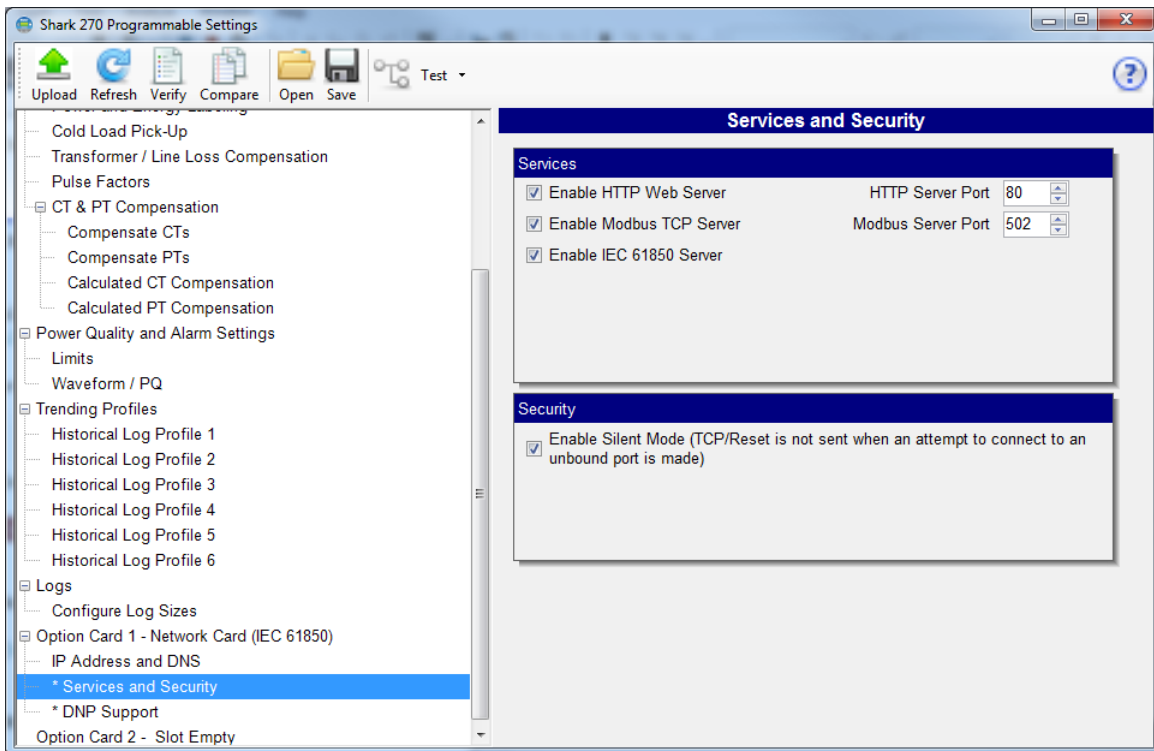 Shark 270 Programmable Settings
Upload Refresh Verify Compare Open Save Test
Power and Energy Labeling
Cold Load Pick-Up
Transformer / Line Loss Compensation
Pulse Factors
CT & PT Compensation
Compensate CTs
Compensate PTs
Calculated CT Compensation
Calculated PT Compensation
Power Quality and Alarm Settings
Limits
Waveform / PQ
Trending Profiles
Historical Log Profile 1
Historical Log Profile 2
Historical Log Profile 3
Historical Log Profile 4
Historical Log Profile 5
Historical Log Profile 6
Logs
Configure Log Sizes
Option Card 1 - Network Card (IEC 61850)
IP Address and DNS
* Services and Security
* DNP Support
Option Card 2 - Slot Empty
Services and Security
Services
Enable HTTP Web Server HTTP Server Port 80
Enable Modbus TCP Server Modbus Server Port 502
Enable IEC 61850 Server
Security
Enable Silent Mode (TCP/Reset is not sent when an attempt to connect to an
unbound port is made)